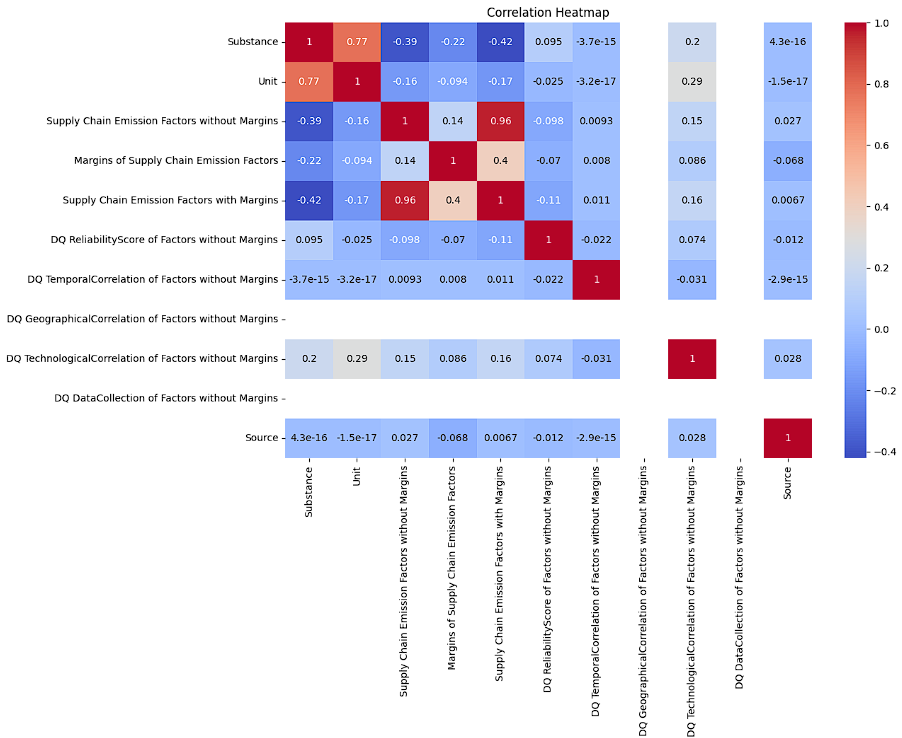 Correlation Heatmap
Substance 1 0.77 -0.39 -0.22 -0.42 0.095 -3.7e-15 0.2 4.3e-16
Unit 0.77 1 -0.16 -0.094 -0.17 -0.025 -3.2e-17 0.29 -1.5e-17
Supply Chain Emission Factors without Margins -0.39 -0.16 1 0.14 0.96 -0.098 0.0093 0.15 0.027
Margins of Supply Chain Emission Factors -0.22 -0.094 0.14 1 0.4 -0.07 0.008 0.086 -0.068
Supply Chain Emission Factors with Margins -0.42 -0.17 0.96 0.4 1 -0.11 0.011 0.16 0.0067
DQ ReliabilityScore of Factors without Margins 0.095 -0.025 -0.098 -0.07 -0.11 1 -0.022 0.074 -0.012
DQ TemporalCorrelation of Factors without Margins -3.7e-15 -3.2e-17 0.0093 0.008 0.011 -0.022 1 -0.031 -2.9e-15
DQ GeographicalCorrelation of Factors without Margins
DQ TechnologicalCorrelation of Factors without Margins 0.2 0.29 0.15 0.086 0.16 0.074 -0.031 1 0.028
DQ DataCollection of Factors without Margins
Source 4.3e-16 -1.5e-17 0.027 -0.068 0.0067 -0.012 -2.9e-15 0.028 1
Substance
Unit
Supply Chain Emission Factors without Margins
Margins of Supply Chain Emission Factors
Supply Chain Emission Factors with Margins
DQ ReliabilityScore of Factors without Margins
DQ TemporalCorrelation of Factors without Margins
DQ GeographicalCorrelation of Factors without Margins
DQ TechnologicalCorrelation of Factors without Margins
DQ DataCollection of Factors without Margins
Source
1.0
0.8
0.6
0.4
0.2
0.0
−0.2
−0.4